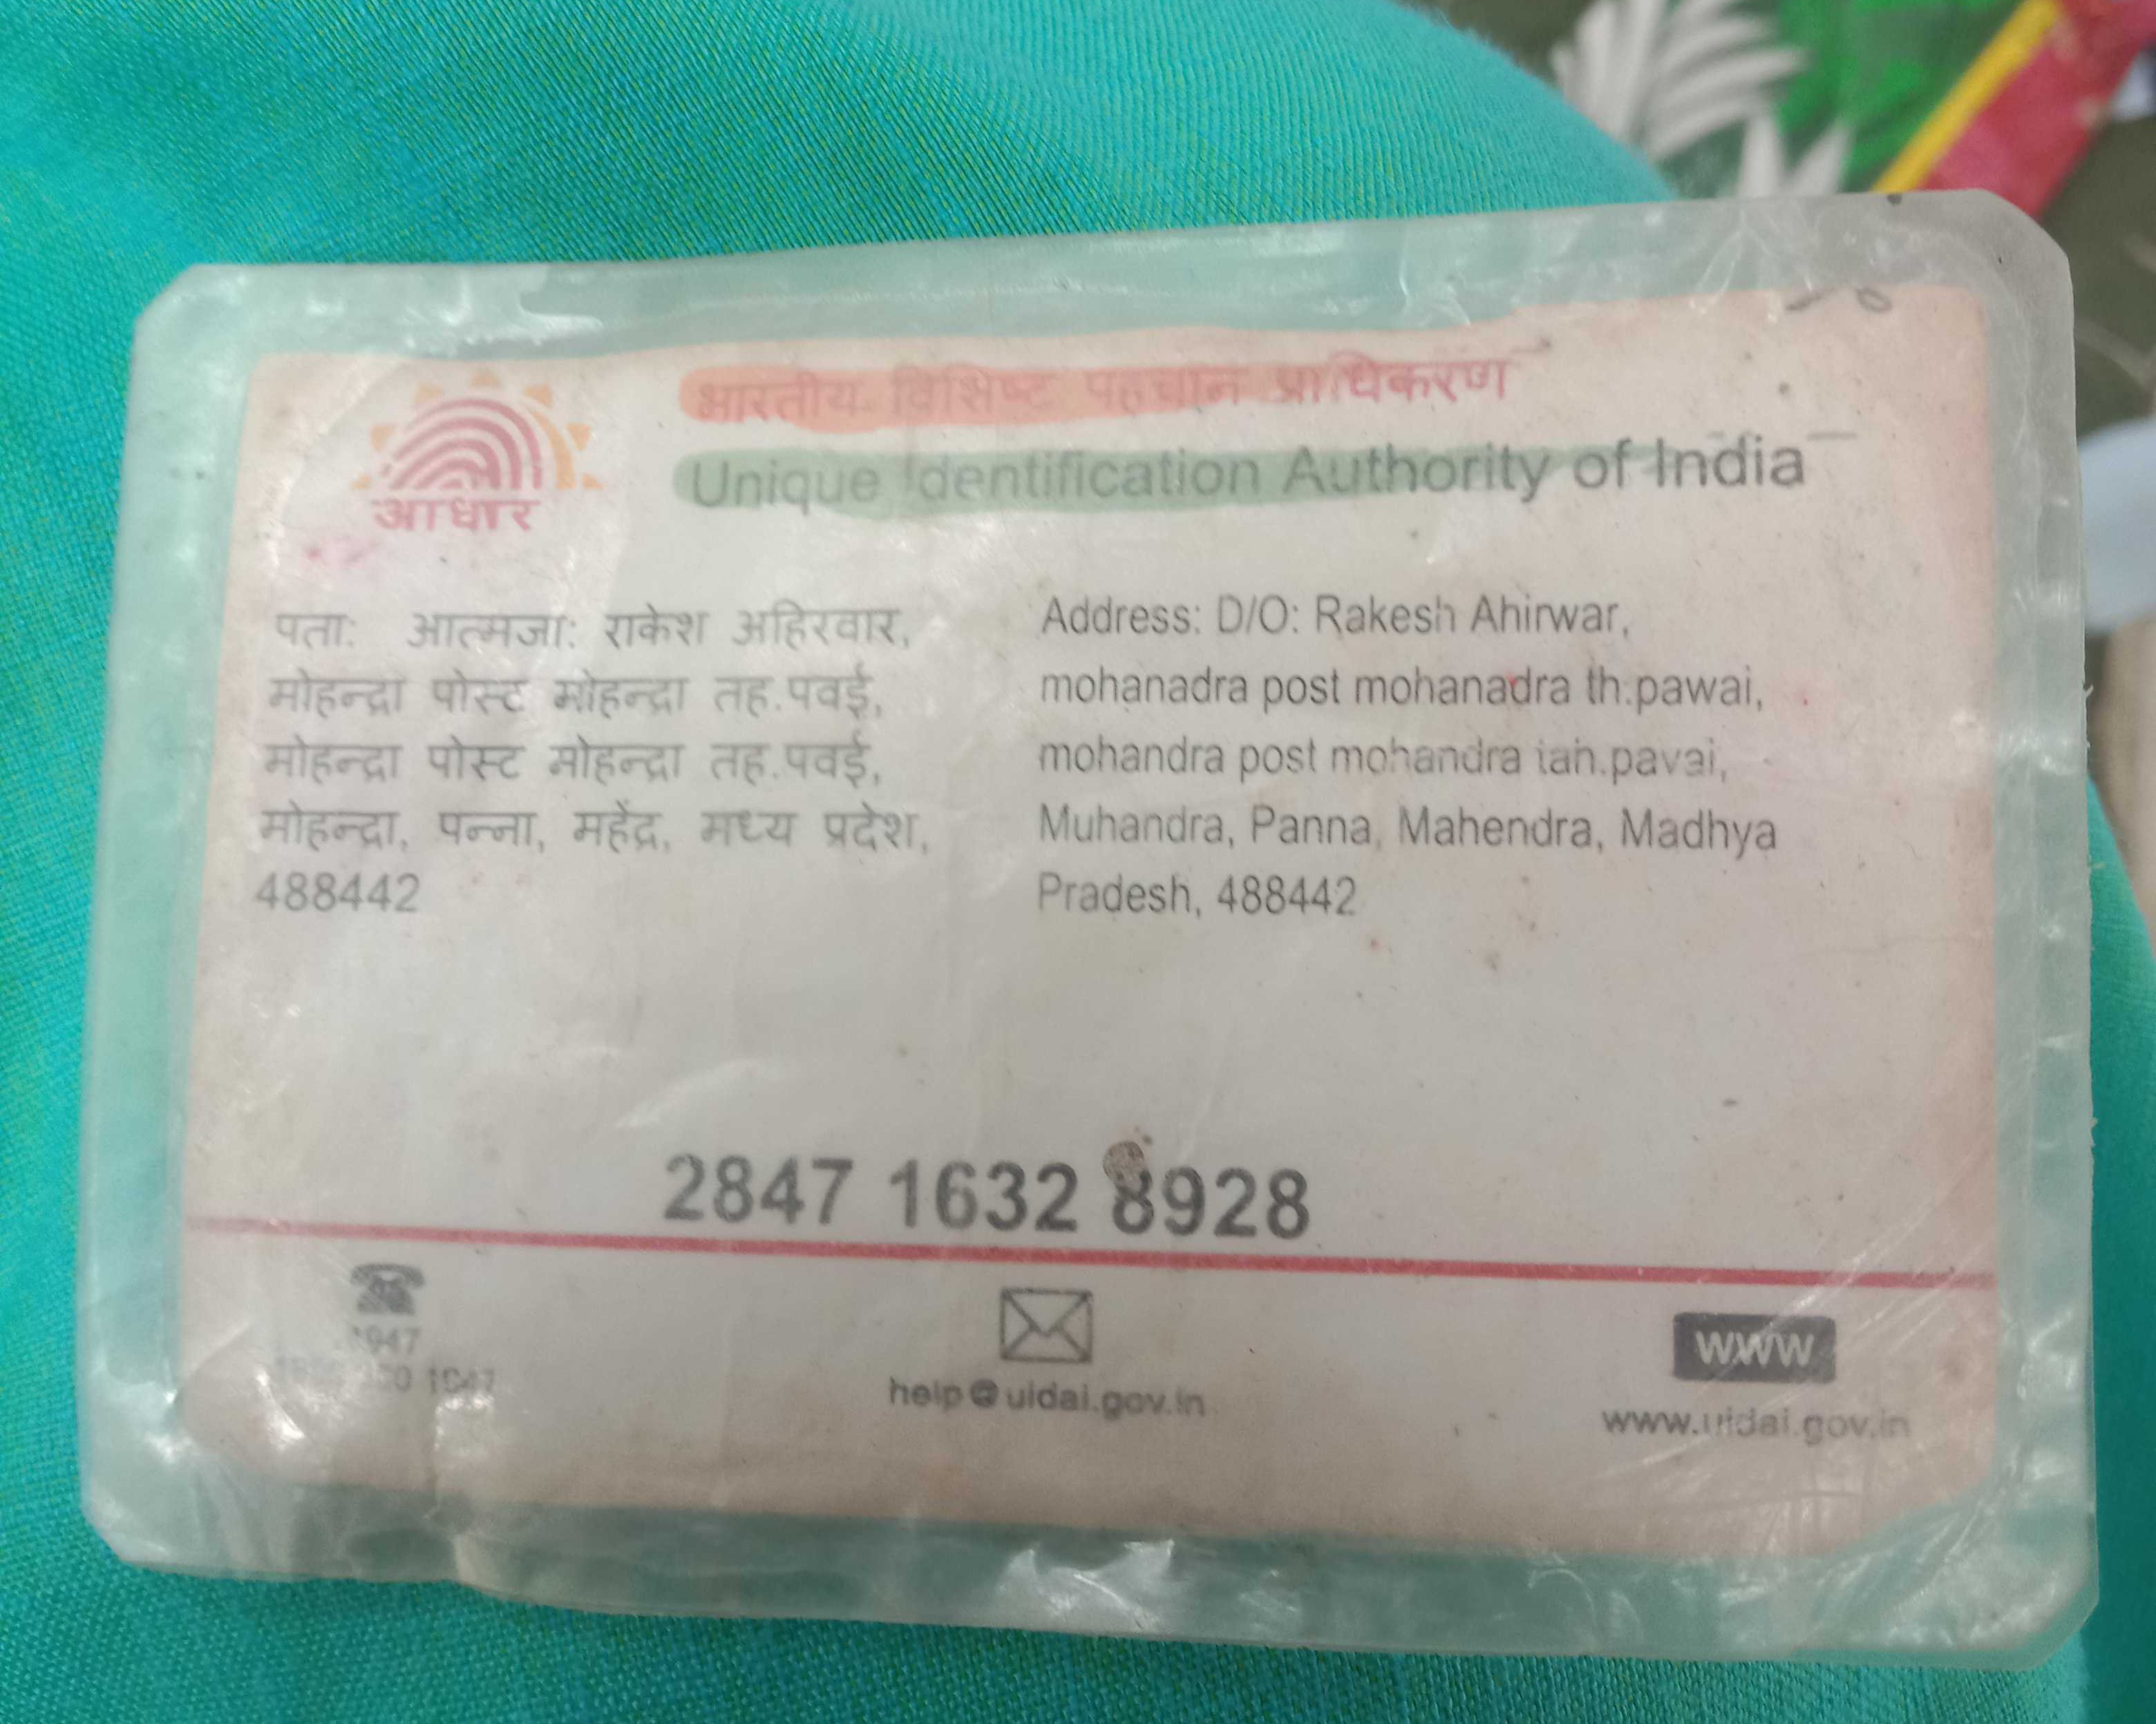 भारतीय विशिष्ट पहचान प्राधिकरण
Unique Identification Authority of India
आधार
पता: आत्मजा: राकेश अहिरवार,
मोहन्द्रा पोस्ट मोहन्द्रा तह.पवई,
मोहन्द्रा पोस्ट मोहन्द्रा तह.पवई,
मोहन्द्रा, पन्ना, महेंद्र, मध्य प्रदेश,
488442
Address: D/O: Rakesh Ahirwar,
mohanadra post mohanadra th.pawai,
mohandra post mohandra tah.pavai,
Muhandra, Panna, Mahendra, Madhya
Pradesh, 488442
2847 1632 8928
1947
1947
help@uidai.gov.in
www
www.uidai.gov.in